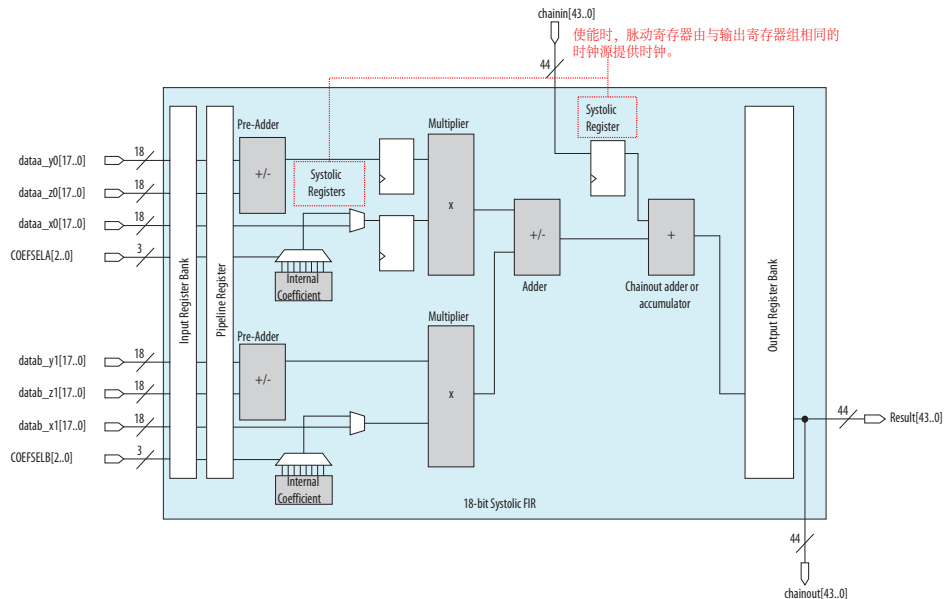 chainin[43..0]
使能时，脉动寄存器由与输出寄存器组相同的
时钟源提供时钟。
44
Systolic
Register
Pre-Adder
Multiplier
dataa_y0[17..0]
18
+/-
Systolic
Registers
dataa_z0[17..0]
18
dataa_x0[17..0]
18
x
+/-
+
COEFSELA[2..0]
3
Internal
Coefficient
Adder
Chainout adder or
accumulator
Input Register Bank
Pipeline Register
Output Register Bank
Pre-Adder
Multiplier
datab_y1[17..0]
18
+/-
datab_z1[17..0]
18
x
datab_x1[17..0]
18
44
Result[43..0]
COEFSELB[2..0]
3
Internal
Coefficient
18-bit Systolic FIR
44
chainout[43..0]